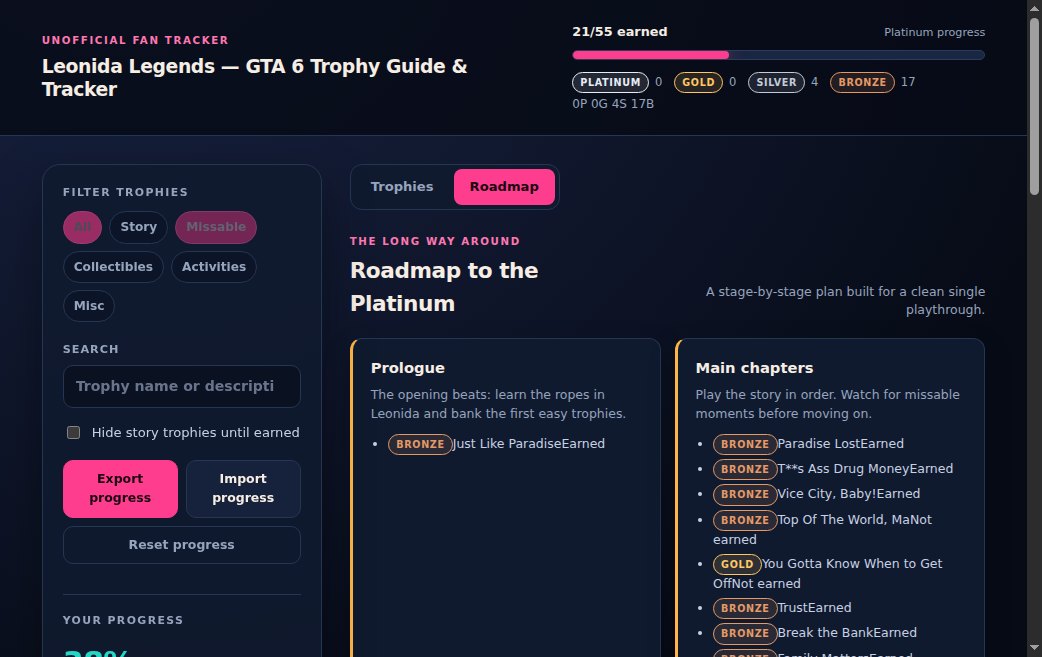 UNOFFICIAL FAN TRACKER
Leonida Legends — GTA 6 Trophy Guide &
Tracker
21/55 earned
Platinum progress
PLATINUM 0 GOLD 0 SILVER 4 BRONZE 17
0P 0G 4S 17B
FILTER TROPHIES
All Story Missable
Collectibles Activities
Misc
SEARCH
Trophy name or descripti
Hide story trophies until earned
Export
progress
Import
progress
Reset progress
YOUR PROGRESS
38%
Trophies Roadmap
THE LONG WAY AROUND
Roadmap to the
Platinum
A stage-by-stage plan built for a clean single
playthrough.
Prologue
The opening beats: learn the ropes in
Leonida and bank the first easy trophies.
• BRONZE Just Like ParadiseEarned
Main chapters
Play the story in order. Watch for missable
moments before moving on.
• BRONZE Paradise LostEarned
• BRONZE T**s Ass Drug MoneyEarned
• BRONZE Vice City, Baby!Earned
• BRONZE Top Of The World, MaNot
earned
• GOLD You Gotta Know When to Get
OffNot earned
• BRONZE TrustEarned
• BRONZE Break the BankEarned
• BRONZE Family MattersEarned